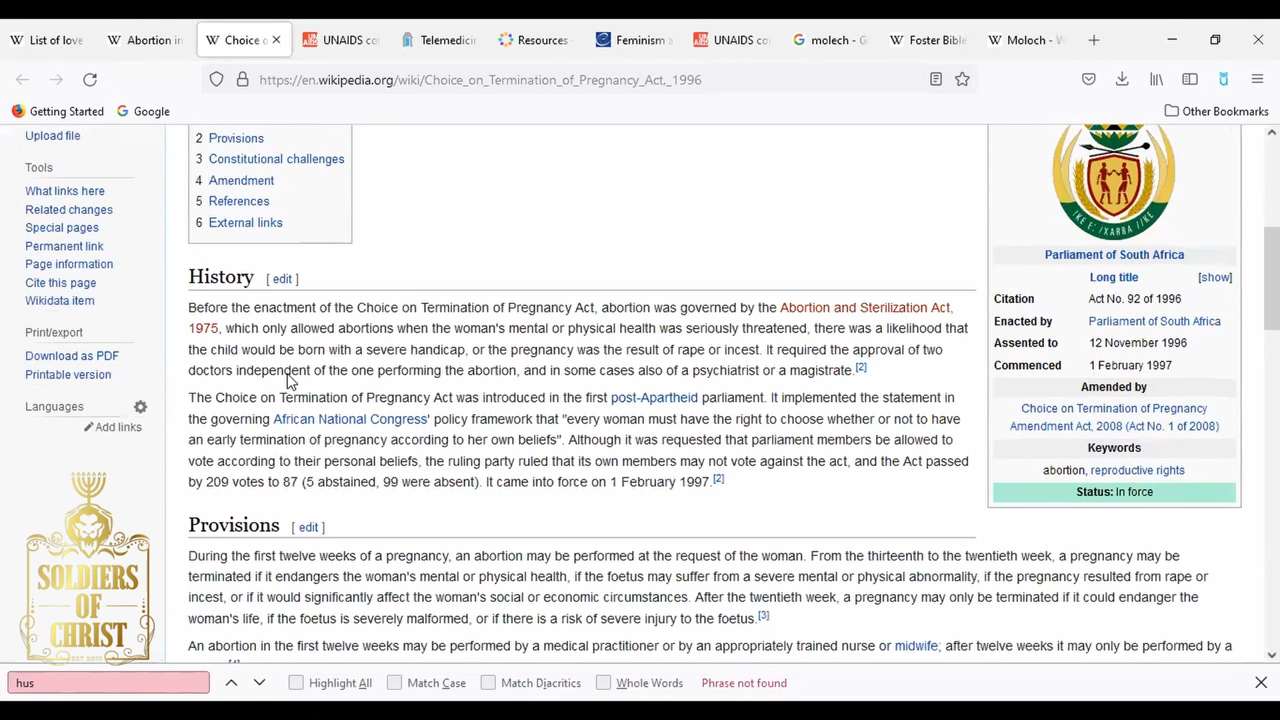 List of love
Abortion in
Choice o
UNAIDS co
Telemedicin
Resources
Feminism a
UNAIDS co
molech - G
Foster Bible
Moloch - W
https://en.wikipedia.org/wiki/Choice_on_Termination_of_Pregnancy_Act,_1996
Getting Started
Google
Other Bookmarks
Upload file
Tools
What links here
Related changes
Special pages
Permanent link
Page information
Cite this page
Wikidata item
Print/export
Download as PDF
Printable version
Languages
Add links
SOLDIERS
OF
CHRIST
2 Provisions
3 Constitutional challenges
4 Amendment
5 References
6 External links
History [ edit ]
Before the enactment of the Choice on Termination of Pregnancy Act, abortion was governed by the Abortion and Sterilization Act,
1975, which only allowed abortions when the woman's mental or physical health was seriously threatened, there was a likelihood that
the child would be born with a severe handicap, or the pregnancy was the result of rape or incest. It required the approval of two
doctors independent of the one performing the abortion, and in some cases also of a psychiatrist or a magistrate.[2]
The Choice on Termination of Pregnancy Act was introduced in the first post-Apartheid parliament. It implemented the statement in
the governing African National Congress' policy framework that "every woman must have the right to choose whether or not to have
an early termination of pregnancy according to her own beliefs". Although it was requested that parliament members be allowed to
vote according to their personal beliefs, the ruling party ruled that its own members may not vote against the act, and the Act passed
by 209 votes to 87 (5 abstained, 99 were absent). It came into force on 1 February 1997.[2]
Provisions [ edit ]
During the first twelve weeks of a pregnancy, an abortion may be performed at the request of the woman. From the thirteenth to the twentieth week, a pregnancy may be
terminated if it endangers the woman's mental or physical health, if the foetus may suffer from a severe mental or physical abnormality, if the pregnancy resulted from rape or
incest, or if it would significantly affect the woman's social or economic circumstances. After the twentieth week, a pregnancy may only be terminated if it could endanger the
woman's life, if the foetus is severely malformed, or if there is a risk of severe injury to the foetus.[3]
An abortion in the first twelve weeks may be performed by a medical practitioner or by an appropriately trained nurse or midwife; after twelve weeks it may only be performed by a
!KE E: /XARRA //KE
Parliament of South Africa
Long title [show]
Citation Act No. 92 of 1996
Enacted by Parliament of South Africa
Assented to 12 November 1996
Commenced 1 February 1997
Amended by
Choice on Termination of Pregnancy
Amendment Act, 2008 (Act No. 1 of 2008)
Keywords
abortion, reproductive rights
Status: In force
hus
Highlight All
Match Case
Match Diacritics
Whole Words
Phrase not found